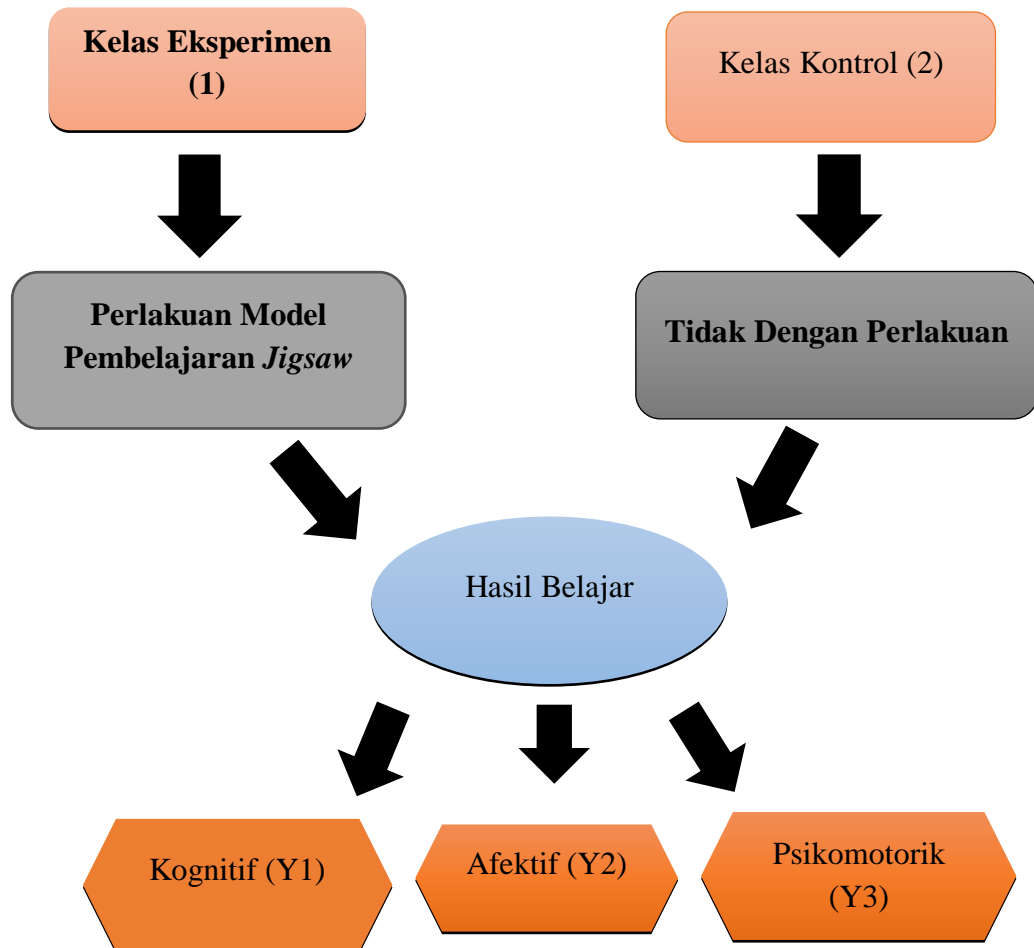 Kelas Eksperimen
(1)
Kelas Kontrol (2)
Perlakuan Model
Pembelajaran Jigsaw
Tidak Dengan Perlakuan
Hasil Belajar
Kognitif (Y1)
Afektif (Y2)
Psikomotorik
(Y3)